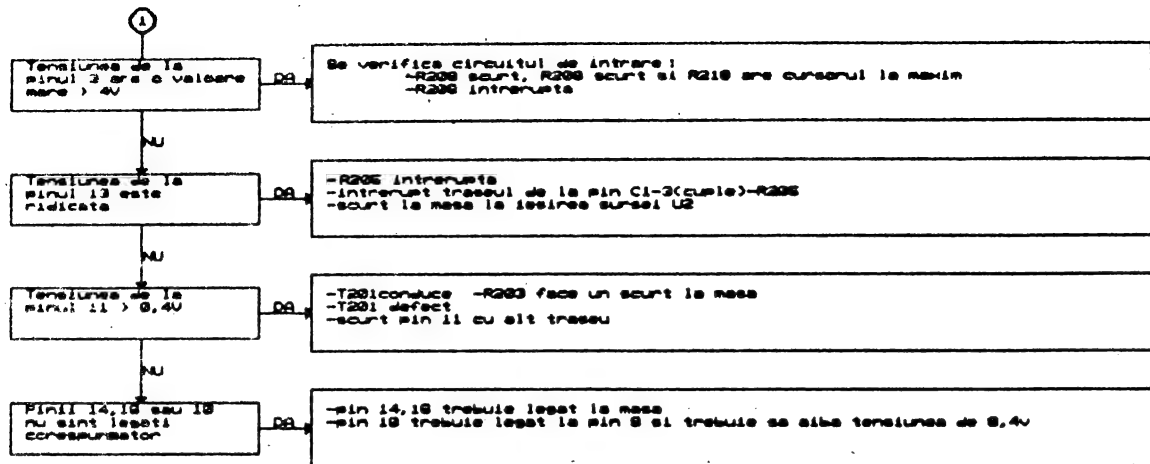 1
Tensiunea de la
pinul 3 are o valoare
mare > 4V
DA
Se verifica circuitul de intrare:
-R208 scurt, R209 scurt si R210 are cursorul la maxim
-R208 intrerupta
NU
Tensiunea de la
pinul 13 este
ridicata
DA
-R205 intrerupta
-intrerupt traseul de la pin C1-3(cuple)-R205
-scurt la masa la iesirea sursei U2
NU
Tensiunea de la
pinul 11 > 0,4V
DA
-T201conduce -R203 face un scurt la masa
-T201 defect
-scurt pin 11 cu alt traseu
NU
Pinii 14,16 sau 10
nu sint legati
DA
-pin 14,16 trebuie legat la masa
-pin 10 trebuie legat la pin 9 si trebuie sa aiba tensiunea de 8,4v